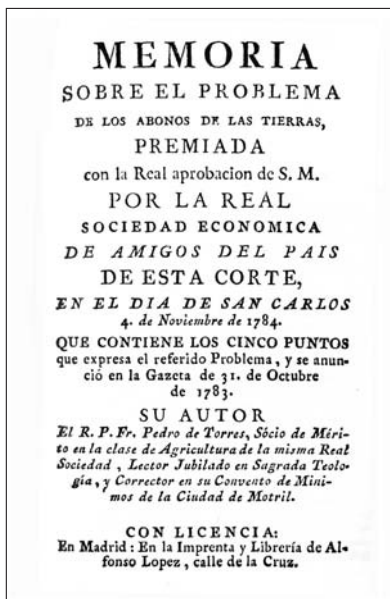 MEMORIA
SOBRE EL PROBLEMA
DE LOS ABONOS DE LAS TIERRAS,
PREMIADA
con la Real aprobacion de S. M.
POR LA REAL
SOCIEDAD ECONOMICA
DE AMIGOS DEL PAIS
DE ESTA CORTE,
EN EL DIA DE SAN CARLOS
4. de Noviembre de 1784.
QUE CONTIENE LOS CINCO PUNTOS
que expresa el referido Problema, y se anun-
ció en la Gazeta de 31. de Octubre
de 1783.
SU AUTOR
El R. P. Fr. Pedro de Torres, Sócio de Méri-
to en la clase de Agricultura de la misma Real
Sociedad, Lector Jubilado en Sagrada Teolo-
gia, y Corrector en su Convento de Mini-
mos de la Ciudad de Motril.
CON LICENCIA:
En Madrid: En la Imprenta y Librería de Al-
fonso Lopez, calle de la Cruz.